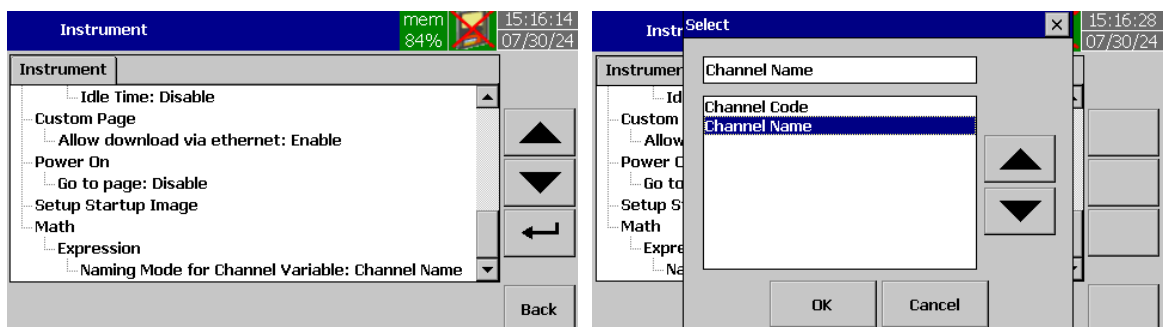 Instrument
mem
84%
15:16:14
07/30/24
Instrument
Idle Time: Disable
Custom Page
Allow download via ethernet: Enable
Power On
Go to page: Disable
Setup Startup Image
Math
Expression
Naming Mode for Channel Variable: Channel Name
Back
Instr
Select
15:16:28
07/30/24
Instrumer
Channel Name
Id
Channel Code
Custom
Channel Name
Allow
Power C
Go to
Setup S
Math
Expre
Na
OK
Cancel